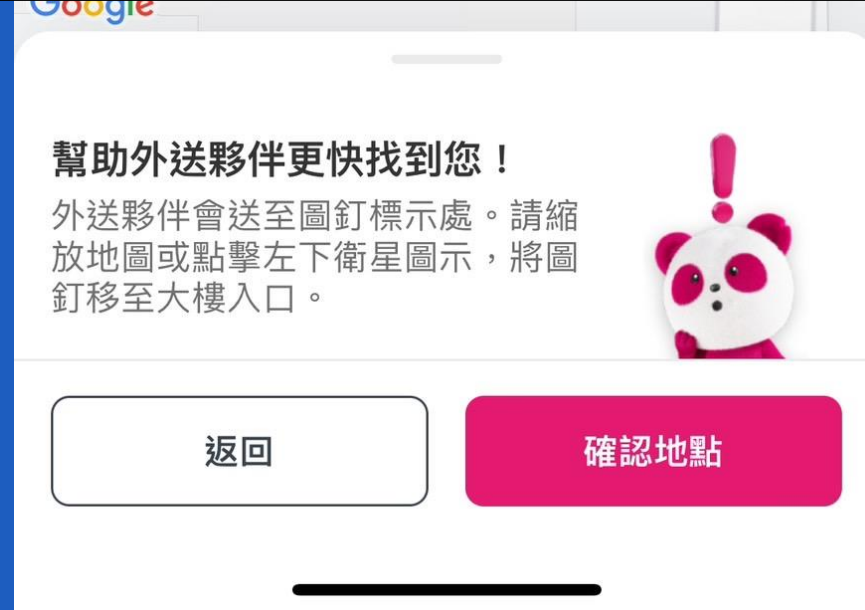 Google
幫助外送夥伴更快找到您！
外送夥伴會送至圖釘標示處。請縮
放地圖或點擊左下衛星圖示，將圖
釘移至大樓入口。
返回
確認地點